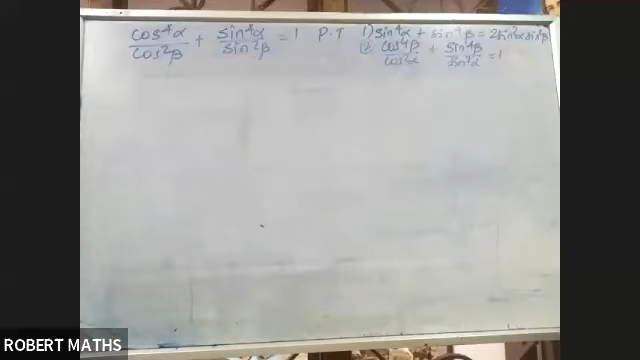 cos⁴α/cos²β + sin⁴α/sin²β = 1 P.T 1) sin⁴α + sin⁴β = 2sin²α sin²β
2) cos⁴β/cos²α + sin⁴β/sin²α = 1
ROBERT MATHS